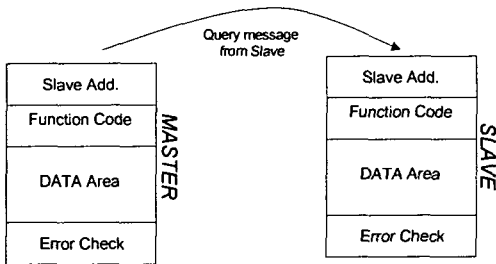 Query message
from Slave
Slave Add.
Function Code
DATA Area
Error Check
MASTER
Slave Add.
Function Code
DATA Area
Error Check
SLAVE